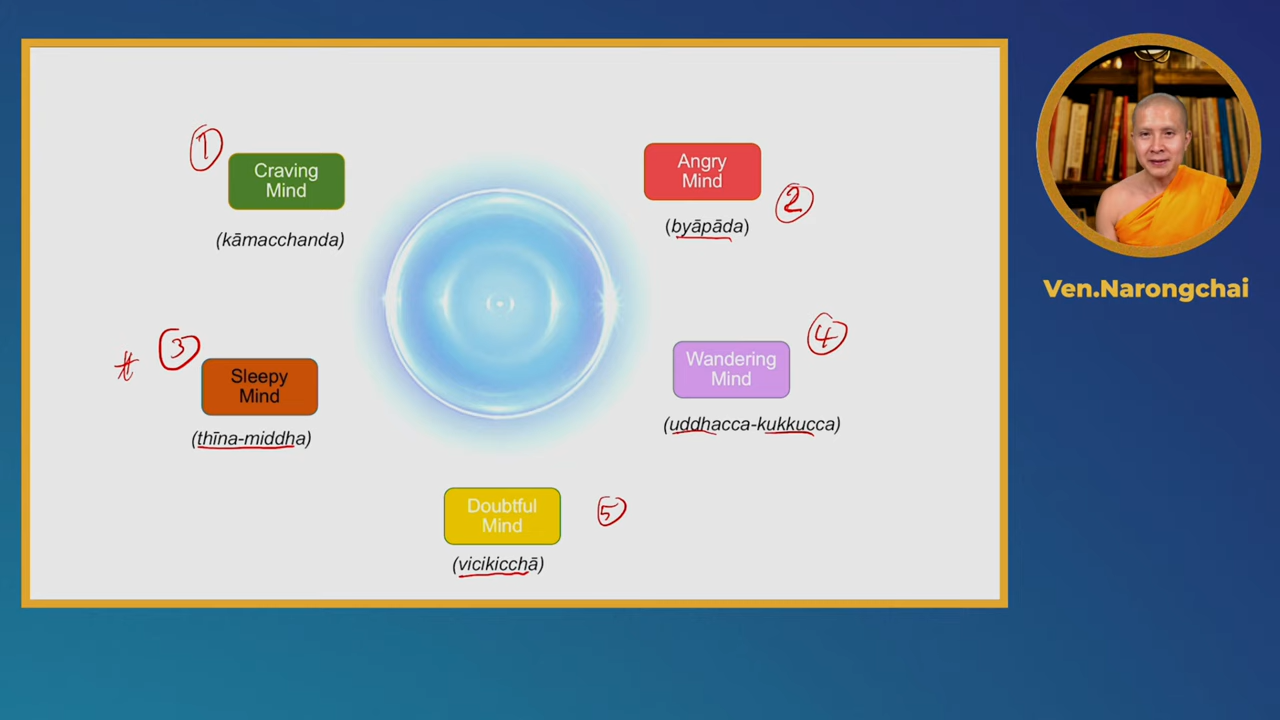 1
Craving
Mind
(kāmacchanda)
Angry
Mind
2
(byāpāda)
# 3
Sleepy
Mind
(thīna-middha)
4
Wandering
Mind
(uddhacca-kukkucca)
Doubtful
Mind
5
(vicikicchā)
Ven.Narongchai